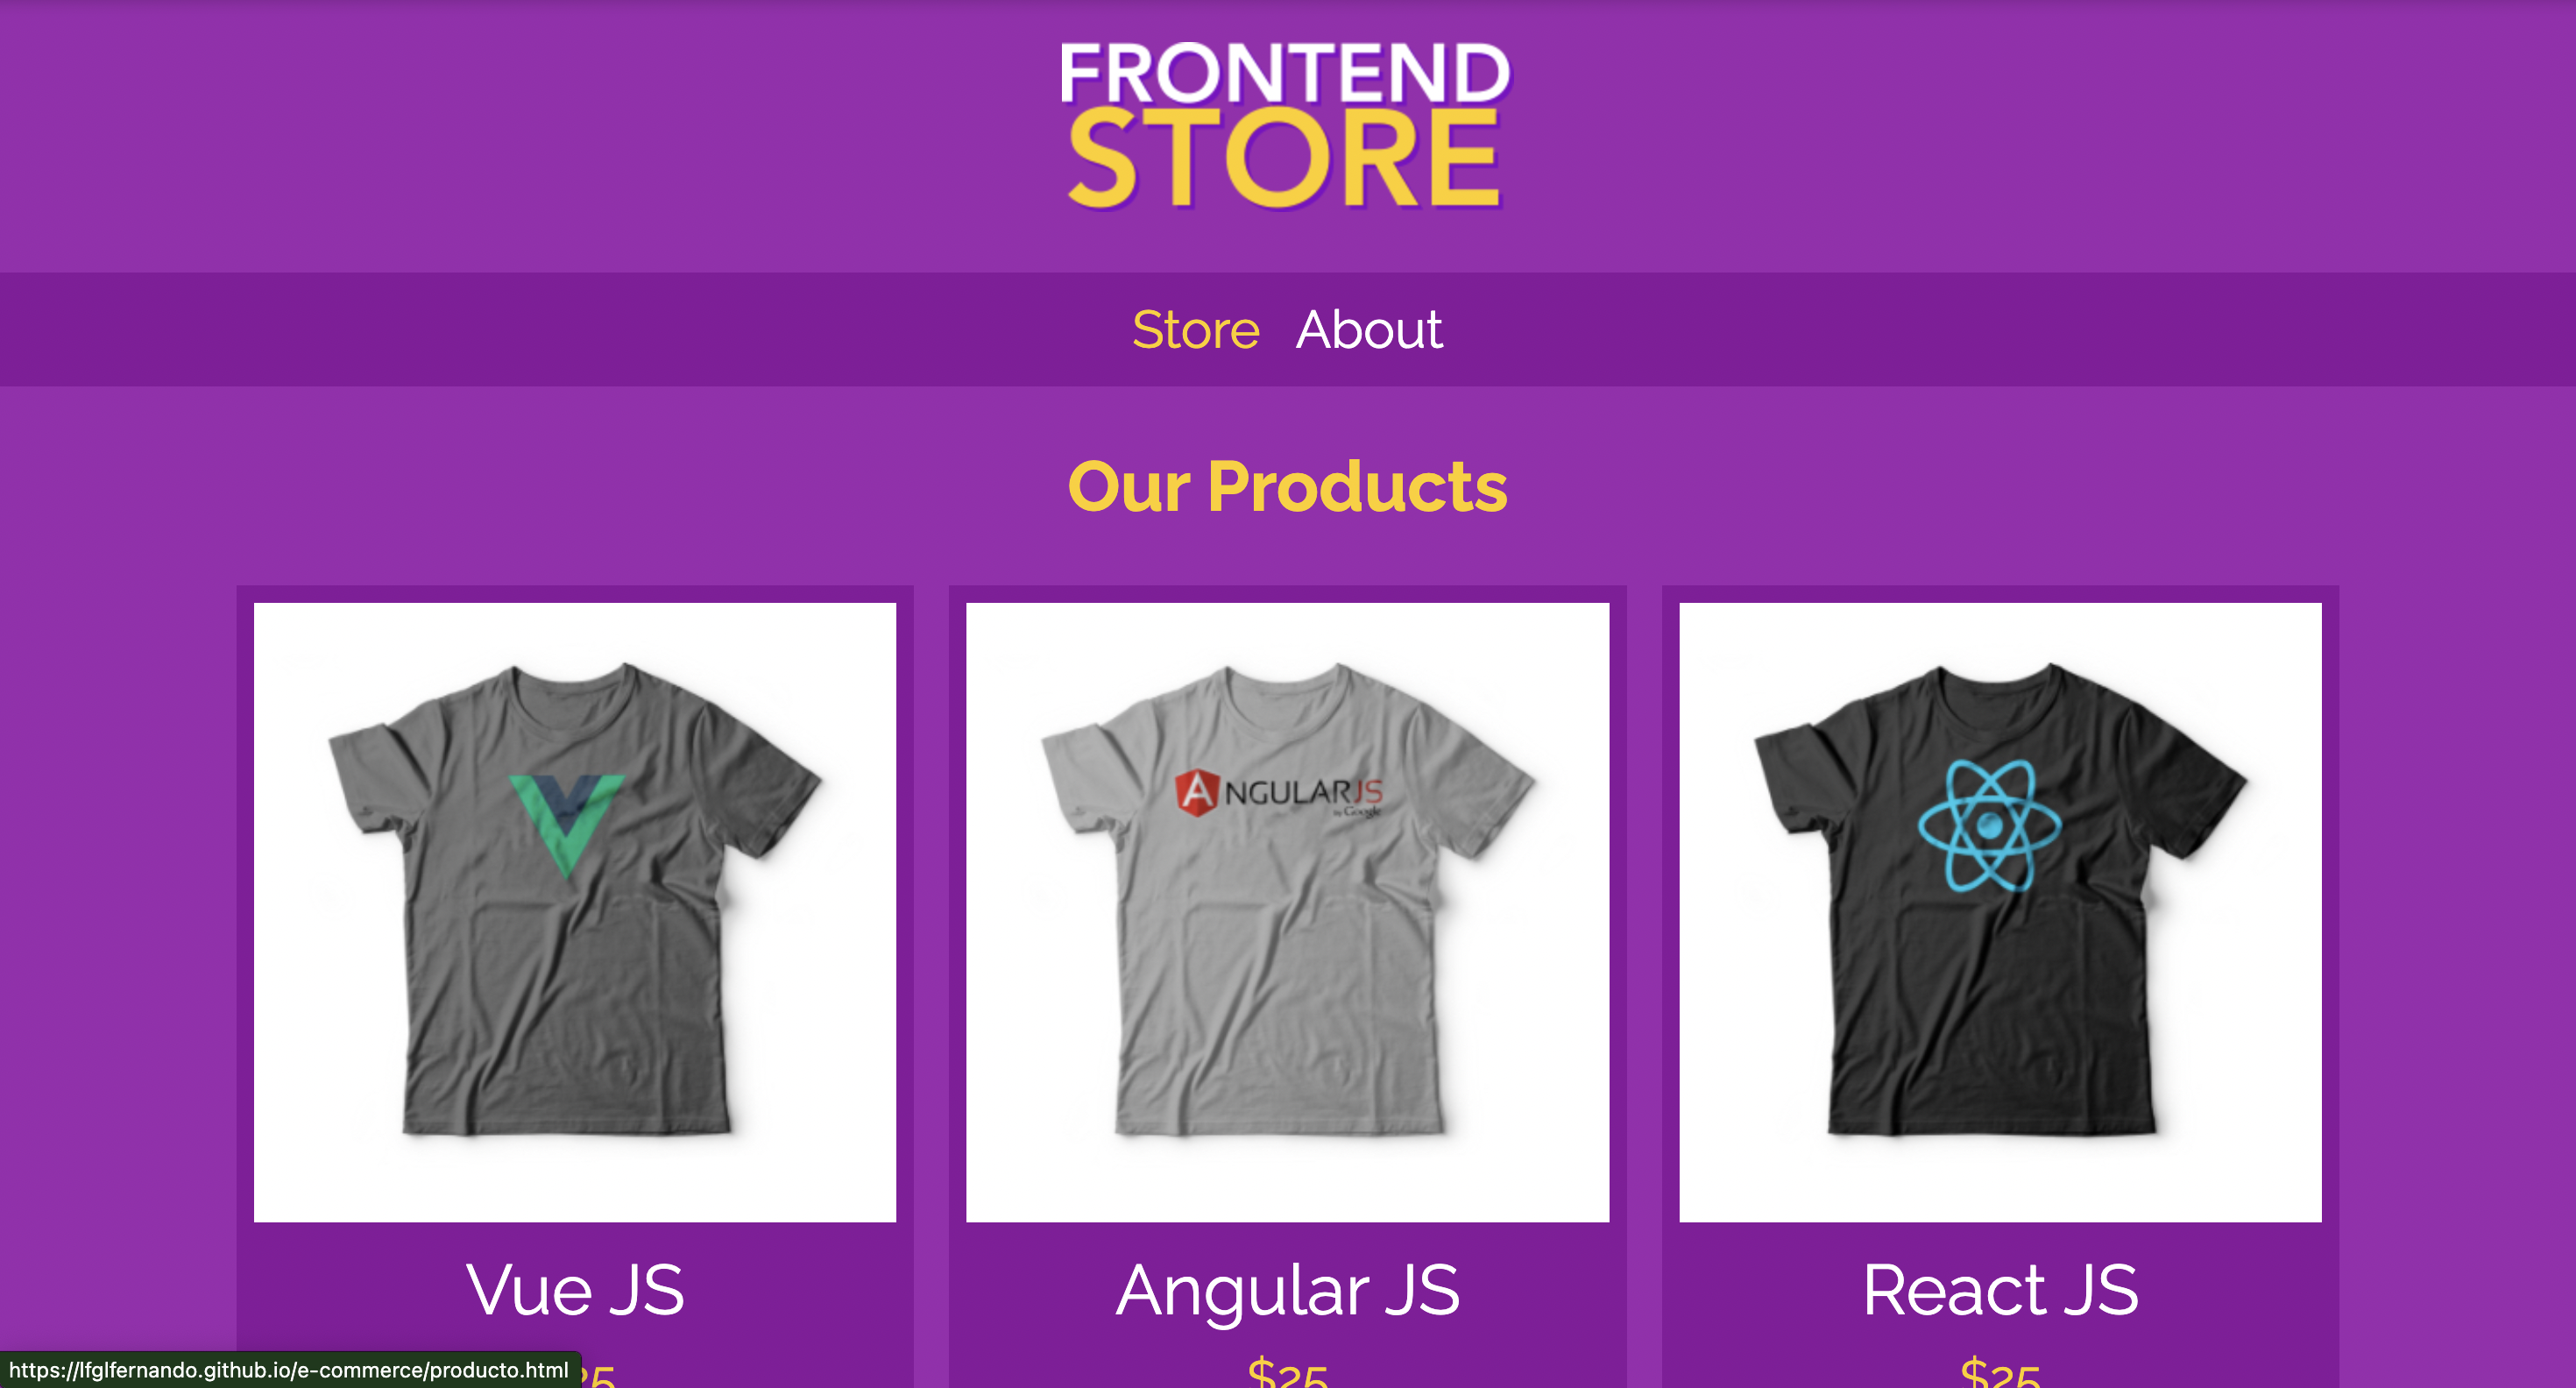 FRONTEND
STORE
Store About
Our Products
ANGULARJS
by Google
Vue JS
Angular JS
React JS
25
$25
$25
https://lfglfernando.github.io/e-commerce/producto.html